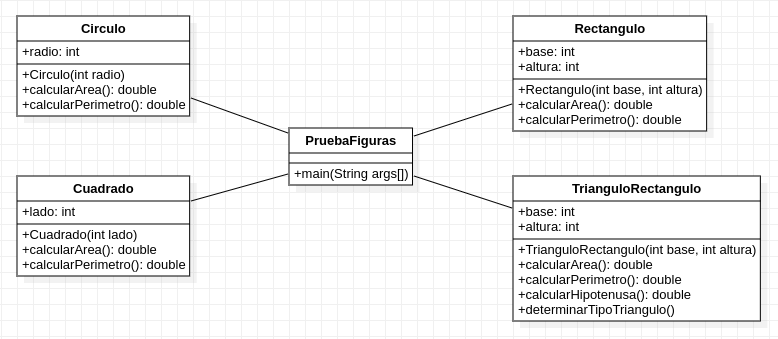 Circulo
+radio: int
+Circulo(int radio)
+calcularArea(): double
+calcularPerimetro(): double
Rectangulo
+base: int
+altura: int
+Rectangulo(int base, int altura)
+calcularArea(): double
+calcularPerimetro(): double
PruebaFiguras
+main(String args[])
Cuadrado
+lado: int
+Cuadrado(int lado)
+calcularArea(): double
+calcularPerimetro(): double
TrianguloRectangulo
+base: int
+altura: int
+TrianguloRectangulo(int base, int altura)
+calcularArea(): double
+calcularPerimetro(): double
+calcularHipotenusa(): double
+determinarTipoTriangulo()